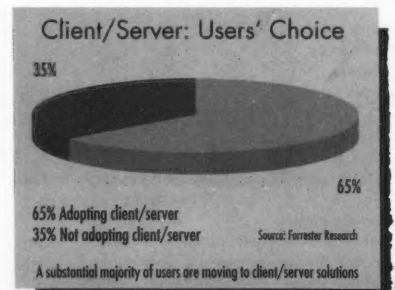 Client/Server: Users' Choice
35%
65%
65% Adopting client/server
35% Not adopting client/server
Source: Forrester Research
A substantial majority of users are moving to client/server solutions